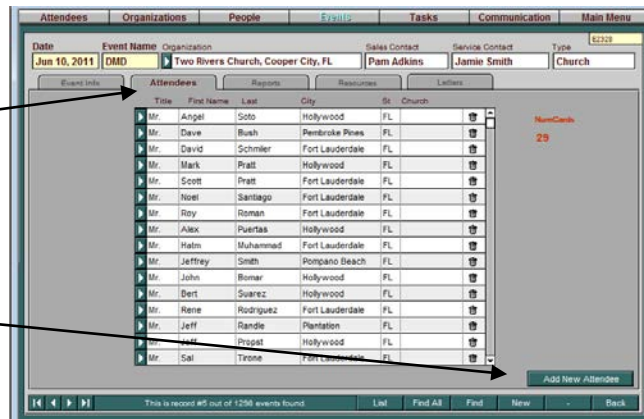 Attendees Organizations People Events Tasks Communication Main Menu
E2328
Date Event Name Organization Sales Contact Service Contact Type
Jun 10, 2011 DMD Two Rivers Church, Cooper City, FL Pam Adkins Jamie Smith Church
Event Info Attendees Reports Resources Letters
Title First Name Last City St Church
Mr. Angel Soto Hollywood FL
Mr. Dave Bush Pembroke Pines FL
Mr. David Schmiler Fort Lauderdale FL
Mr. Mark Pratt Hollywood FL
Mr. Scott Pratt Fort Lauderdale FL
Mr. Noel Santiago Fort Lauderdale FL
Mr. Roy Roman Fort Lauderdale FL
Mr. Alex Puertas Hollywood FL
Mr. Halm Muhammad Fort Lauderdale FL
Mr. Jeffrey Smith Pompano Beach FL
Mr. John Bomar Hollywood FL
Mr. Bert Suarez Hollywood FL
Mr. Rene Rodriguez Fort Lauderdale FL
Mr. Jeff Randle Plantation FL
Mr. Jeff Propst Hollywood FL
Mr. Sal Tirone Fort Lauderdale FL
NumCards
29
Add New Attendee
This is record #5 out of 1298 events found. List Find All Find New - Back